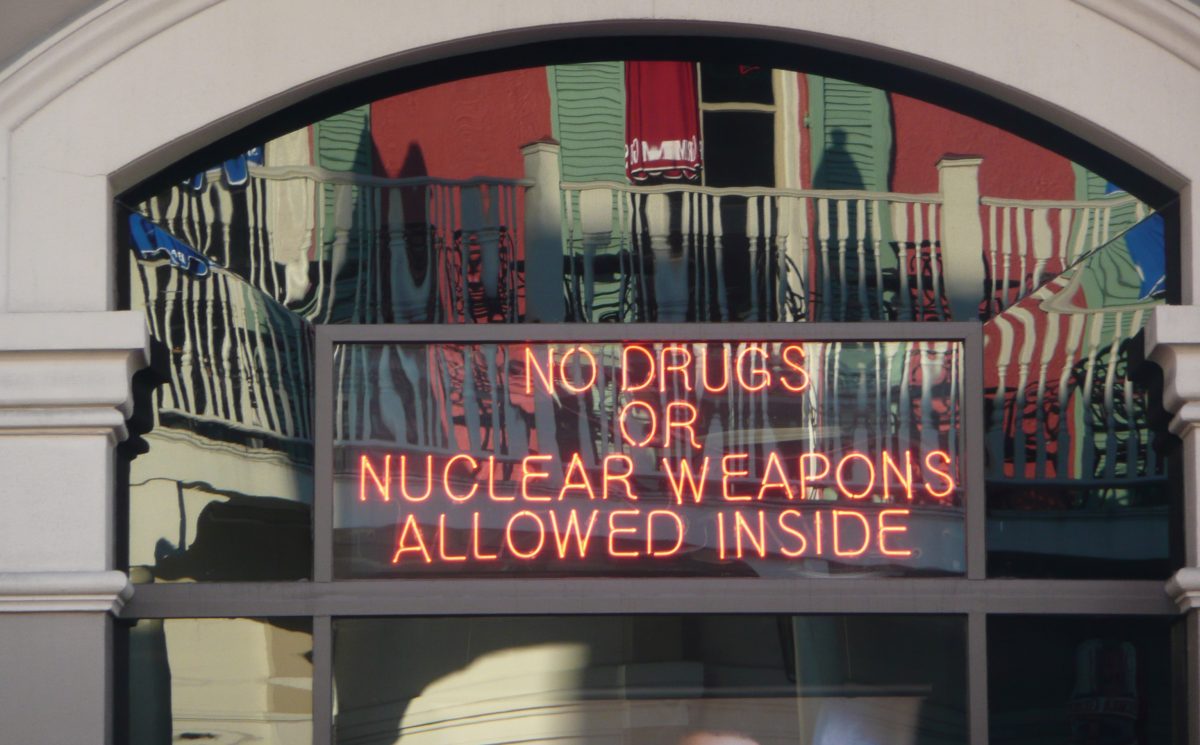 NO DRUGS
OR
NUCLEAR WEAPONS
ALLOWED INSIDE